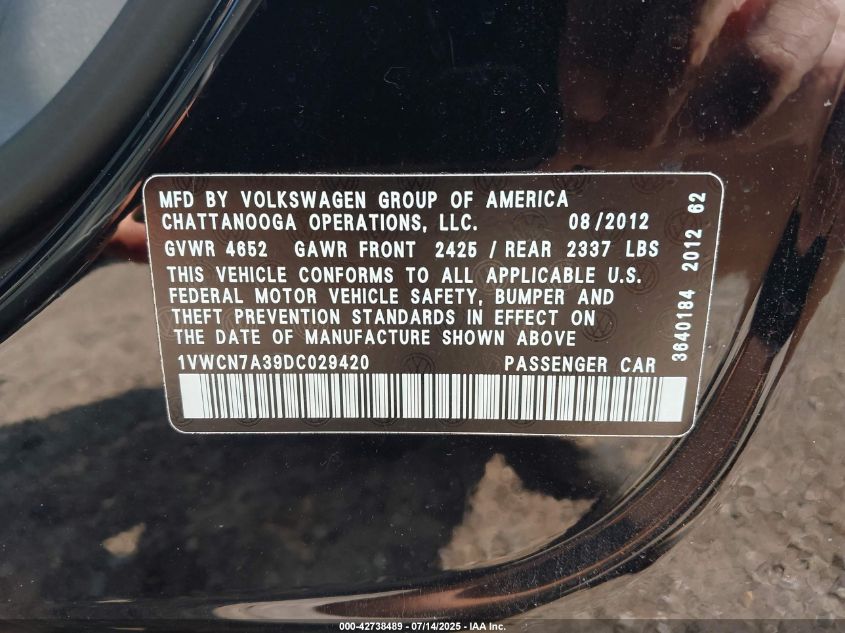 MFD BY VOLKSWAGEN GROUP OF AMERICA
CHATTANOOGA OPERATIONS, LLC. 08/2012
GVWR 4652 GAWR FRONT 2425 / REAR 2337 LBS
THIS VEHICLE CONFORMS TO ALL APPLICABLE U.S.
FEDERAL MOTOR VEHICLE SAFETY, BUMPER AND
THEFT PREVENTION STANDARDS IN EFFECT ON
THE DATE OF MANUFACTURE SHOWN ABOVE
1VWCN7A39DC029420 PASSENGER CAR
3640184 2012 62
000-42738489 - 07/14/2025 - IAA Inc.